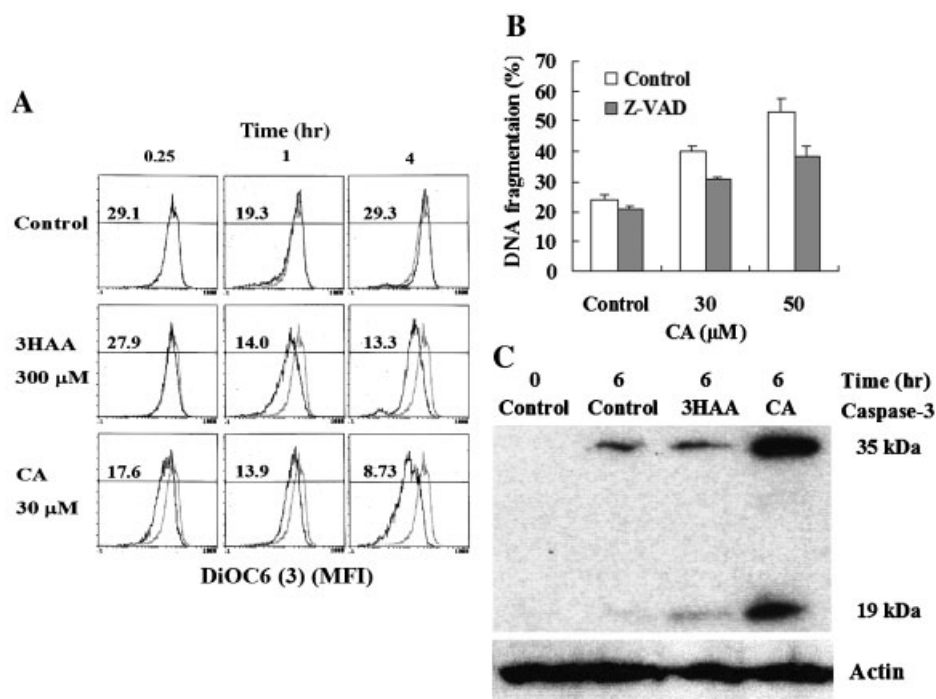 A
Time (hr)
0.25 1 4
Control
29.1 19.3 29.3
3HAA
300 μM
27.9 14.0 13.3
CA
30 μM
17.6 13.9 8.73
DiOC6 (3) (MFI)
B
DNA fragmentaion (%)
80
70
60
50
40
30
20
10
0
Control
Z-VAD
Control 30 50
CA (μM)
C
0 6 6 6 Time (hr)
Control Control 3HAA CA Caspase-3
35 kDa
19 kDa
Actin